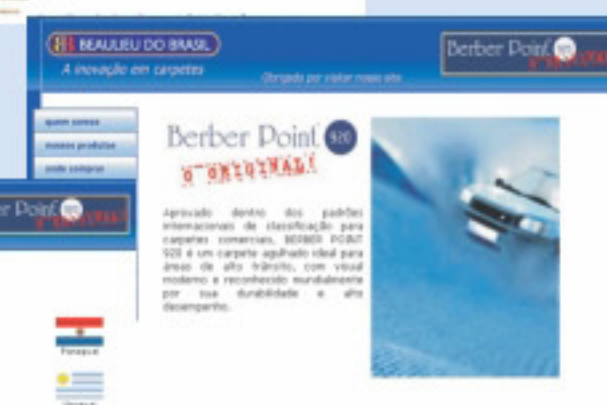 BEAULIEU DO BRASIL
A inovação em carpetes
Obrigado por visitar nosso site
Berber Point 920
O ORIGINAL!
quem somos
nossos produtos
onde comprar
Berber Point 920
O ORIGINAL!
er Point 920
O ORIGINAL!
Aprovado dentro dos padrões
internacionais de classificação para
carpetes comerciais, BERBER POINT
920 é um carpete agulhado ideal para
áreas de alto trânsito, com visual
moderno e reconhecido mundialmente
por sua durabilidade e alto
desempenho.
Paraguai